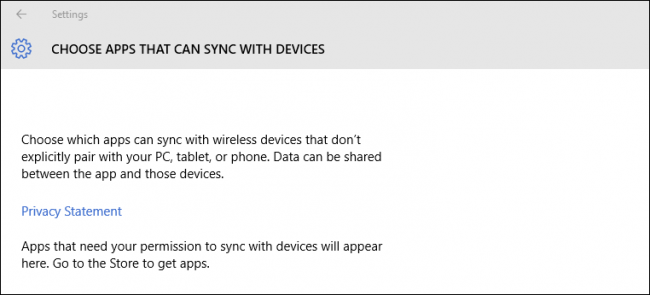 Settings
CHOOSE APPS THAT CAN SYNC WITH DEVICES
Choose which apps can sync with wireless devices that don't
explicitly pair with your PC, tablet, or phone. Data can be shared
between the app and those devices.
Privacy Statement
Apps that need your permission to sync with devices will appear
here. Go to the Store to get apps.